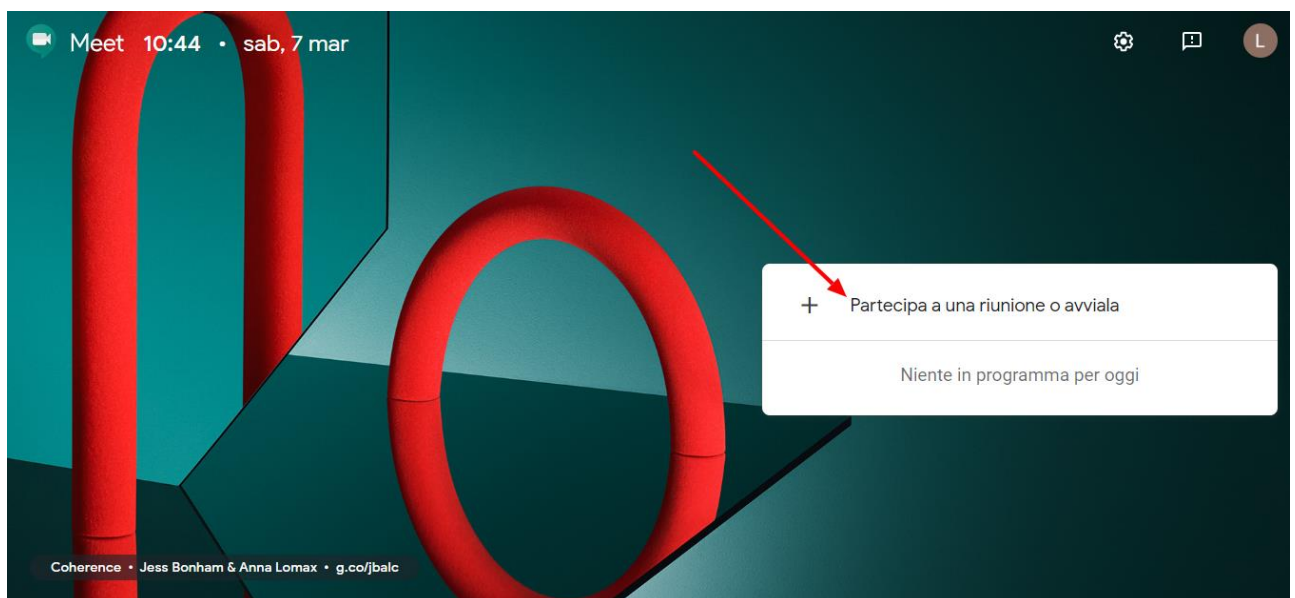 Meet 10:44 • sab, 7 mar
L
+ Partecipa a una riunione o avviala
Niente in programma per oggi
Coherence • Jess Bonham & Anna Lomax • g.co/jbalc